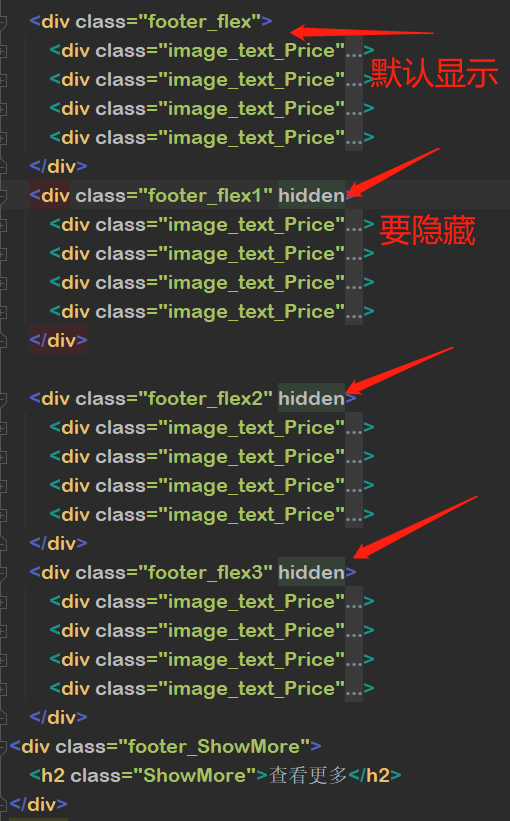 <div class="footer_flex">
<div class="image_text_Price"...>
<div class="image_text_Price"...>
<div class="image_text_Price"...>
<div class="image_text_Price"...>
默认显示
</div>
<div class="footer_flex1" hidden>
<div class="image_text_Price"...>
要隐藏
<div class="image_text_Price"...>
<div class="image_text_Price"...>
<div class="image_text_Price"...>
</div>
<div class="footer_flex2" hidden>
<div class="image_text_Price"...>
<div class="image_text_Price"...>
<div class="image_text_Price"...>
<div class="image_text_Price"...>
</div>
<div class="footer_flex3" hidden>
<div class="image_text_Price"...>
<div class="image_text_Price"...>
<div class="image_text_Price"...>
<div class="image_text_Price"...>
</div>
<div class="footer_ShowMore">
<h2 class="ShowMore">查看更多</h2>
</div>